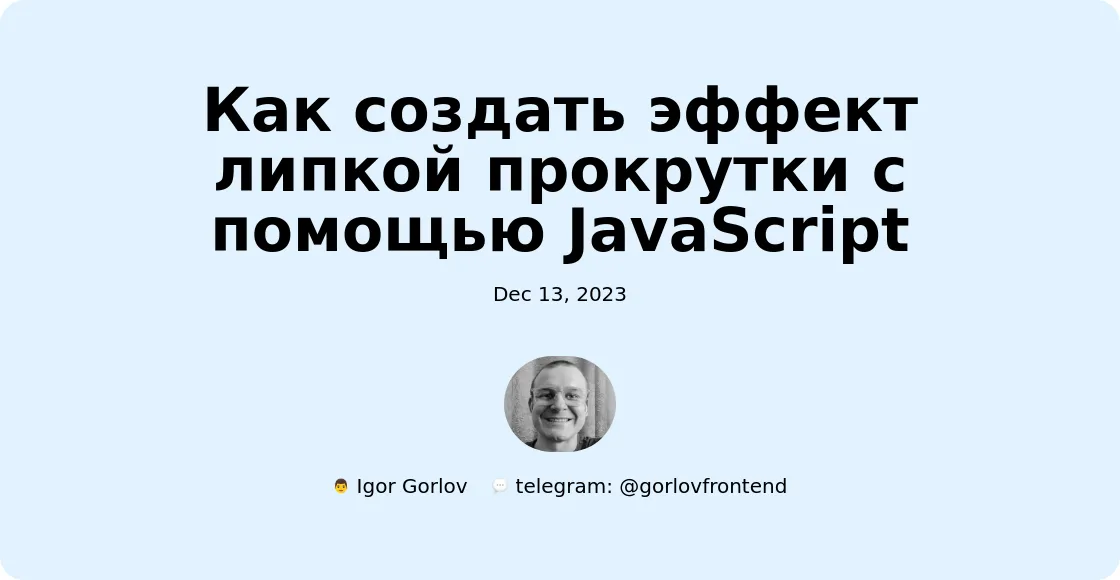 Как создать эффект
липкой прокрутки с
помощью JavaScript
Dec 13, 2023
Igor Gorlov telegram: @gorlovfrontend